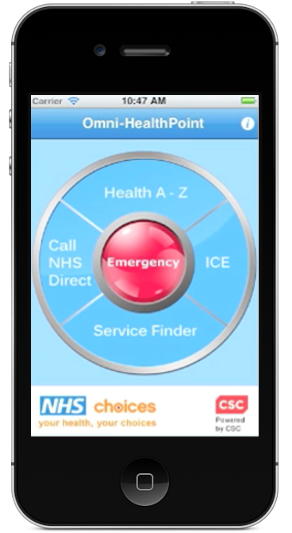 Carrier 10:47 AM
Omni-HealthPoint
i
Health A - Z
Call
NHS
Direct
Emergency
ICE
Service Finder
NHS choices
your health, your choices
CSC
Powered
by CSC